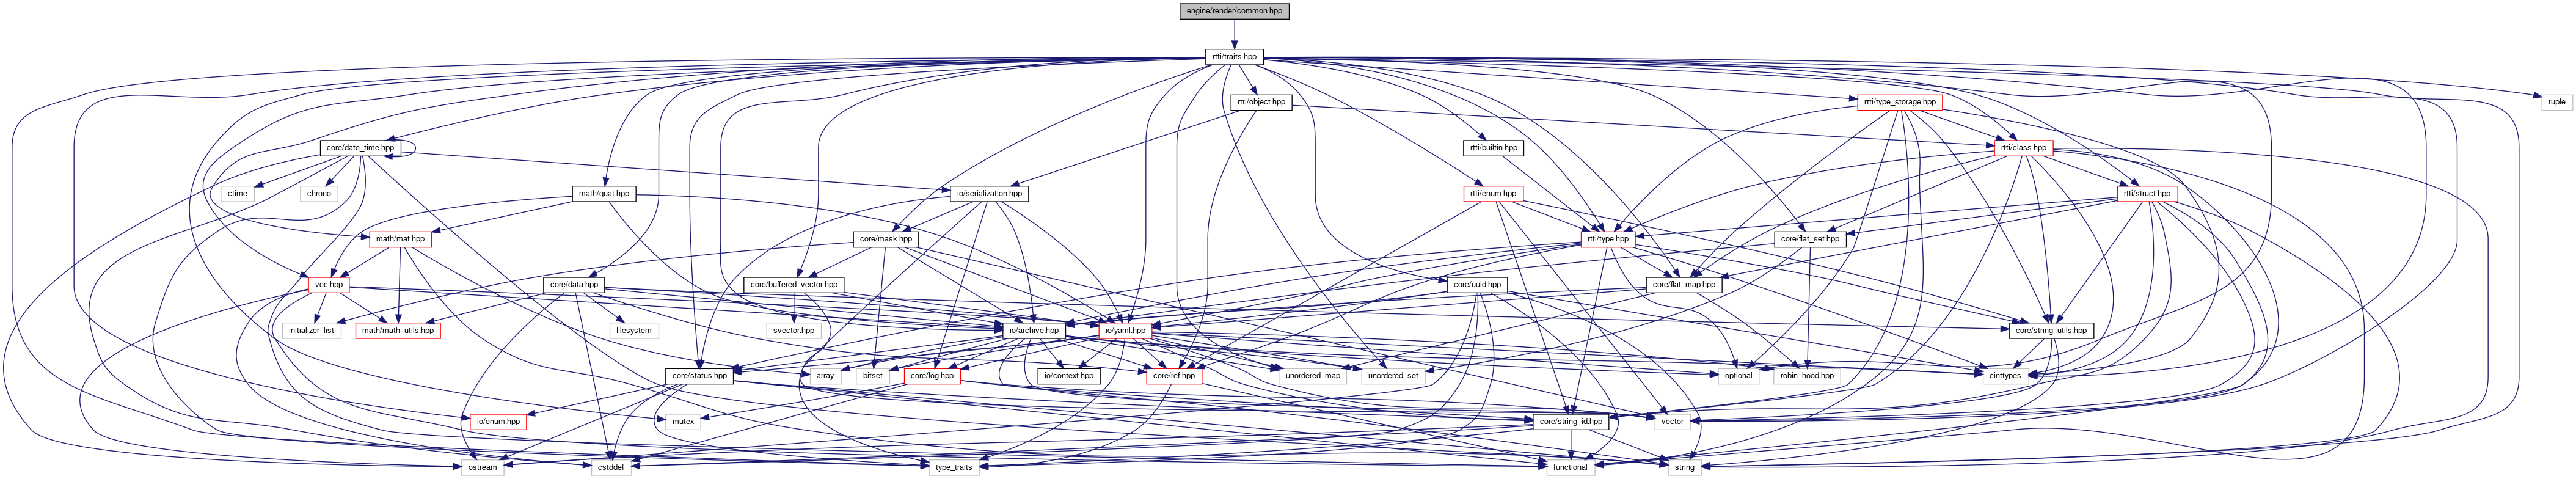 engine/render/common.hpp
rtti/traits.hpp
rtti/object.hpp
rtti/type_storage.hpp
tuple
core/date_time.hpp
rtti/builtin.hpp
rtti/class.hpp
ctime
chrono
math/quat.hpp
io/serialization.hpp
rtti/enum.hpp
rtti/struct.hpp
math/mat.hpp
core/mask.hpp
rtti/type.hpp
core/flat_set.hpp
vec.hpp
core/data.hpp
core/buffered_vector.hpp
core/uuid.hpp
core/flat_map.hpp
initializer_list
math/math_utils.hpp
filesystem
svector.hpp
io/archive.hpp
io/yaml.hpp
core/string_utils.hpp
core/status.hpp
array
bitset
core/log.hpp
io/context.hpp
core/ref.hpp
unordered_map
unordered_set
optional
robin_hood.hpp
cinttypes
io/enum.hpp
mutex
core/string_id.hpp
vector
ostream
cstddef
type_traits
functional
string